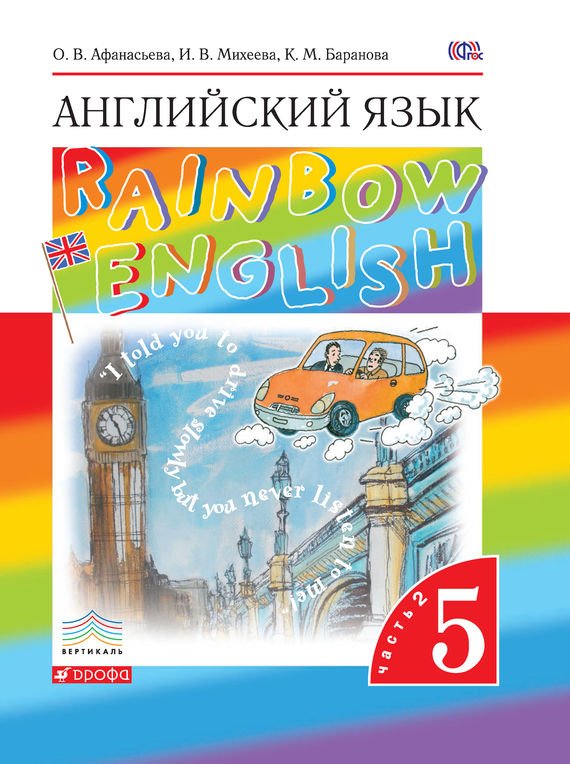 О. В. Афанасьева, И. В. Михеева, К. М. Баранова
ФГОС
АНГЛИЙСКИЙ ЯЗЫК
RAINBOW
ENGLISH
"I told you to drive slowly but you never listen to me!"
часть 2
5
ВЕРТИКАЛЬ
ДРОФА